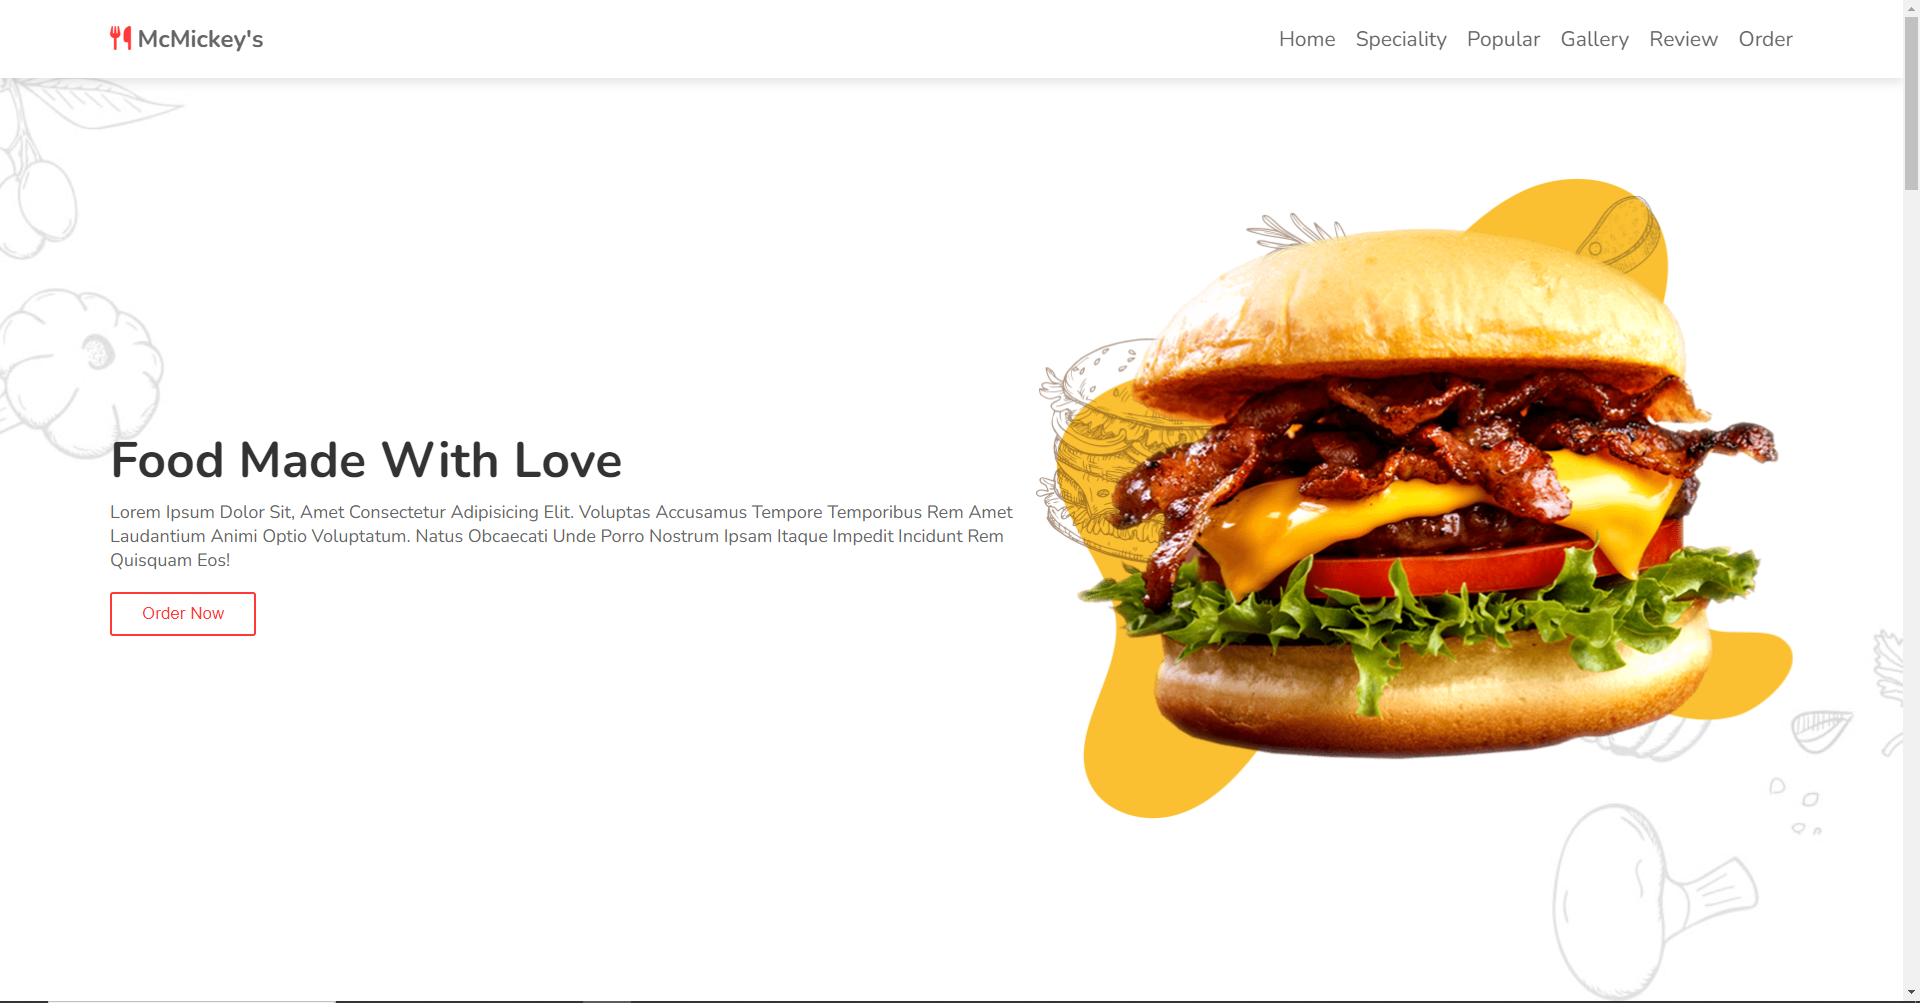 McMickey's
Home Speciality Popular Gallery Review Order
Food Made With Love
Lorem Ipsum Dolor Sit, Amet Consectetur Adipisicing Elit. Voluptas Accusamus Tempore Temporibus Rem Amet
Laudantium Animi Optio Voluptatum. Natus Obcaecati Unde Porro Nostrum Ipsam Itaque Impedit Incidunt Rem
Quisquam Eos!
Order Now